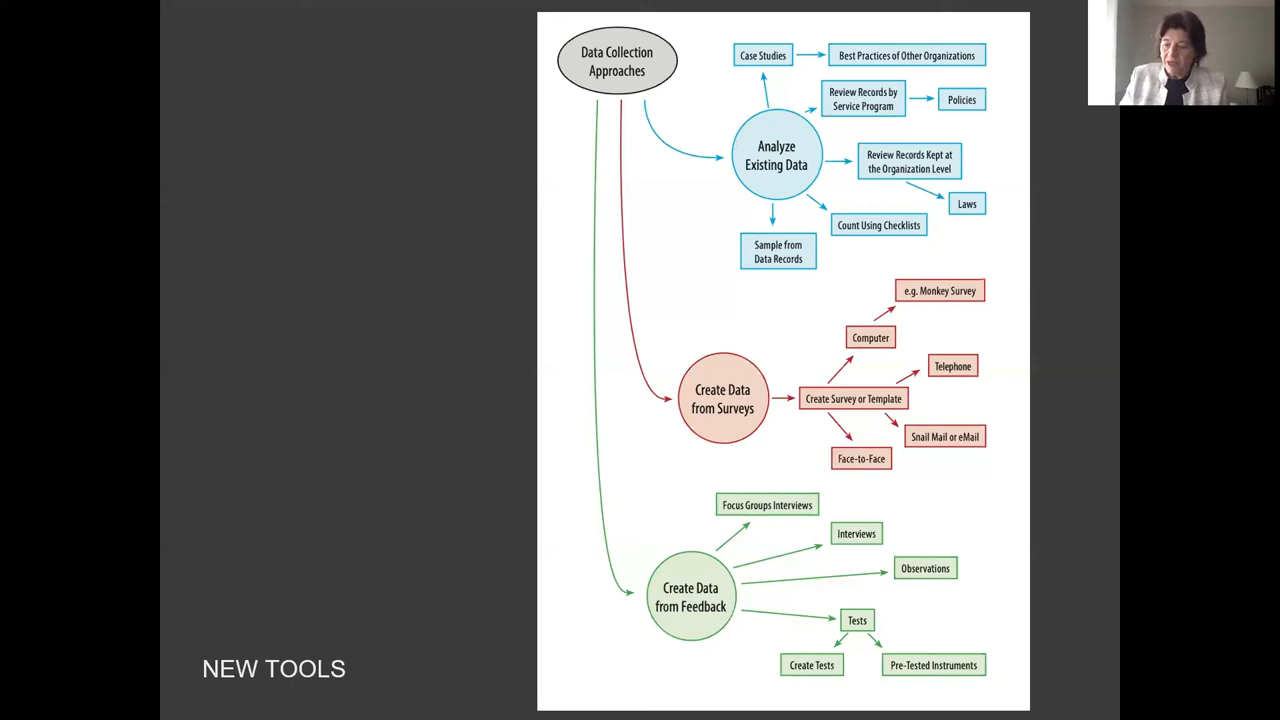 Data Collection
Approaches
Case Studies
Best Practices of Other Organizations
Review Records by
Service Program
Policies
Analyze
Existing Data
Review Records Kept at
the Organization Level
Laws
Count Using Checklists
Sample from
Data Records
e.g. Monkey Survey
Computer
Telephone
Create Data
from Surveys
Create Survey or Template
Snail Mail or eMail
Face-to-Face
Focus Groups Interviews
Interviews
Observations
Create Data
from Feedback
Tests
Create Tests
Pre-Tested Instruments
NEW TOOLS